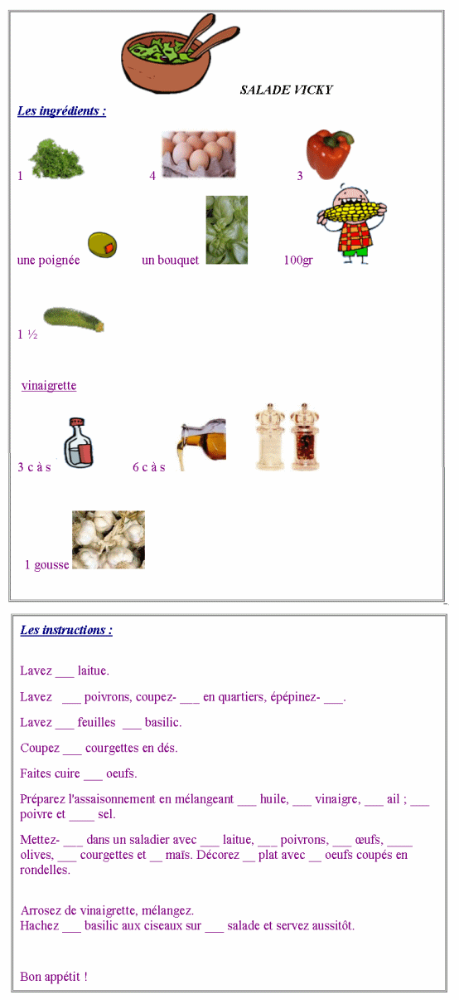 SALADE VICKY
Les ingrédients :
1 4 3
une poignée un bouquet 100gr
1 ½
vinaigrette
3 c à s 6 c à s
1 gousse
Les instructions :
Lavez ___ laitue.
Lavez ___ poivrons, coupez- ___ en quartiers, épépinez- ___.
Lavez ___ feuilles ___ basilic.
Coupez ___ courgettes en dés.
Faites cuire ___ oeufs.
Préparez l'assaisonnement en mélangeant ___ huile, ___ vinaigre, ___ ail ; ___
poivre et ____ sel.
Mettez- ___ dans un saladier avec ___ laitue, ___ poivrons, ___ œufs, ____
olives, ___ courgettes et __ maïs. Décorez __ plat avec __ oeufs coupés en
rondelles.
Arrosez de vinaigrette, mélangez.
Hachez ___ basilic aux ciseaux sur ___ salade et servez aussitôt.
Bon appétit !